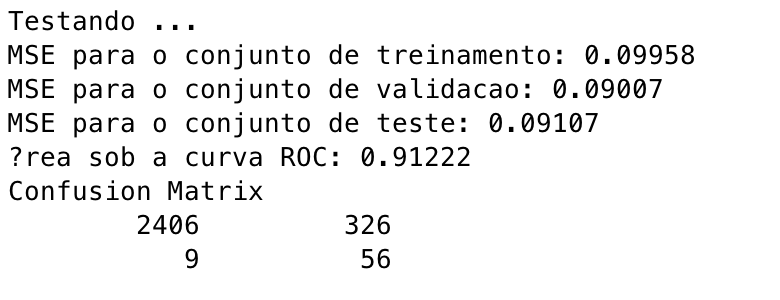 Testando ...
MSE para o conjunto de treinamento: 0.09958
MSE para o conjunto de validacao: 0.09007
MSE para o conjunto de teste: 0.09107
?rea sob a curva ROC: 0.91222
Confusion Matrix
2406 326
9 56